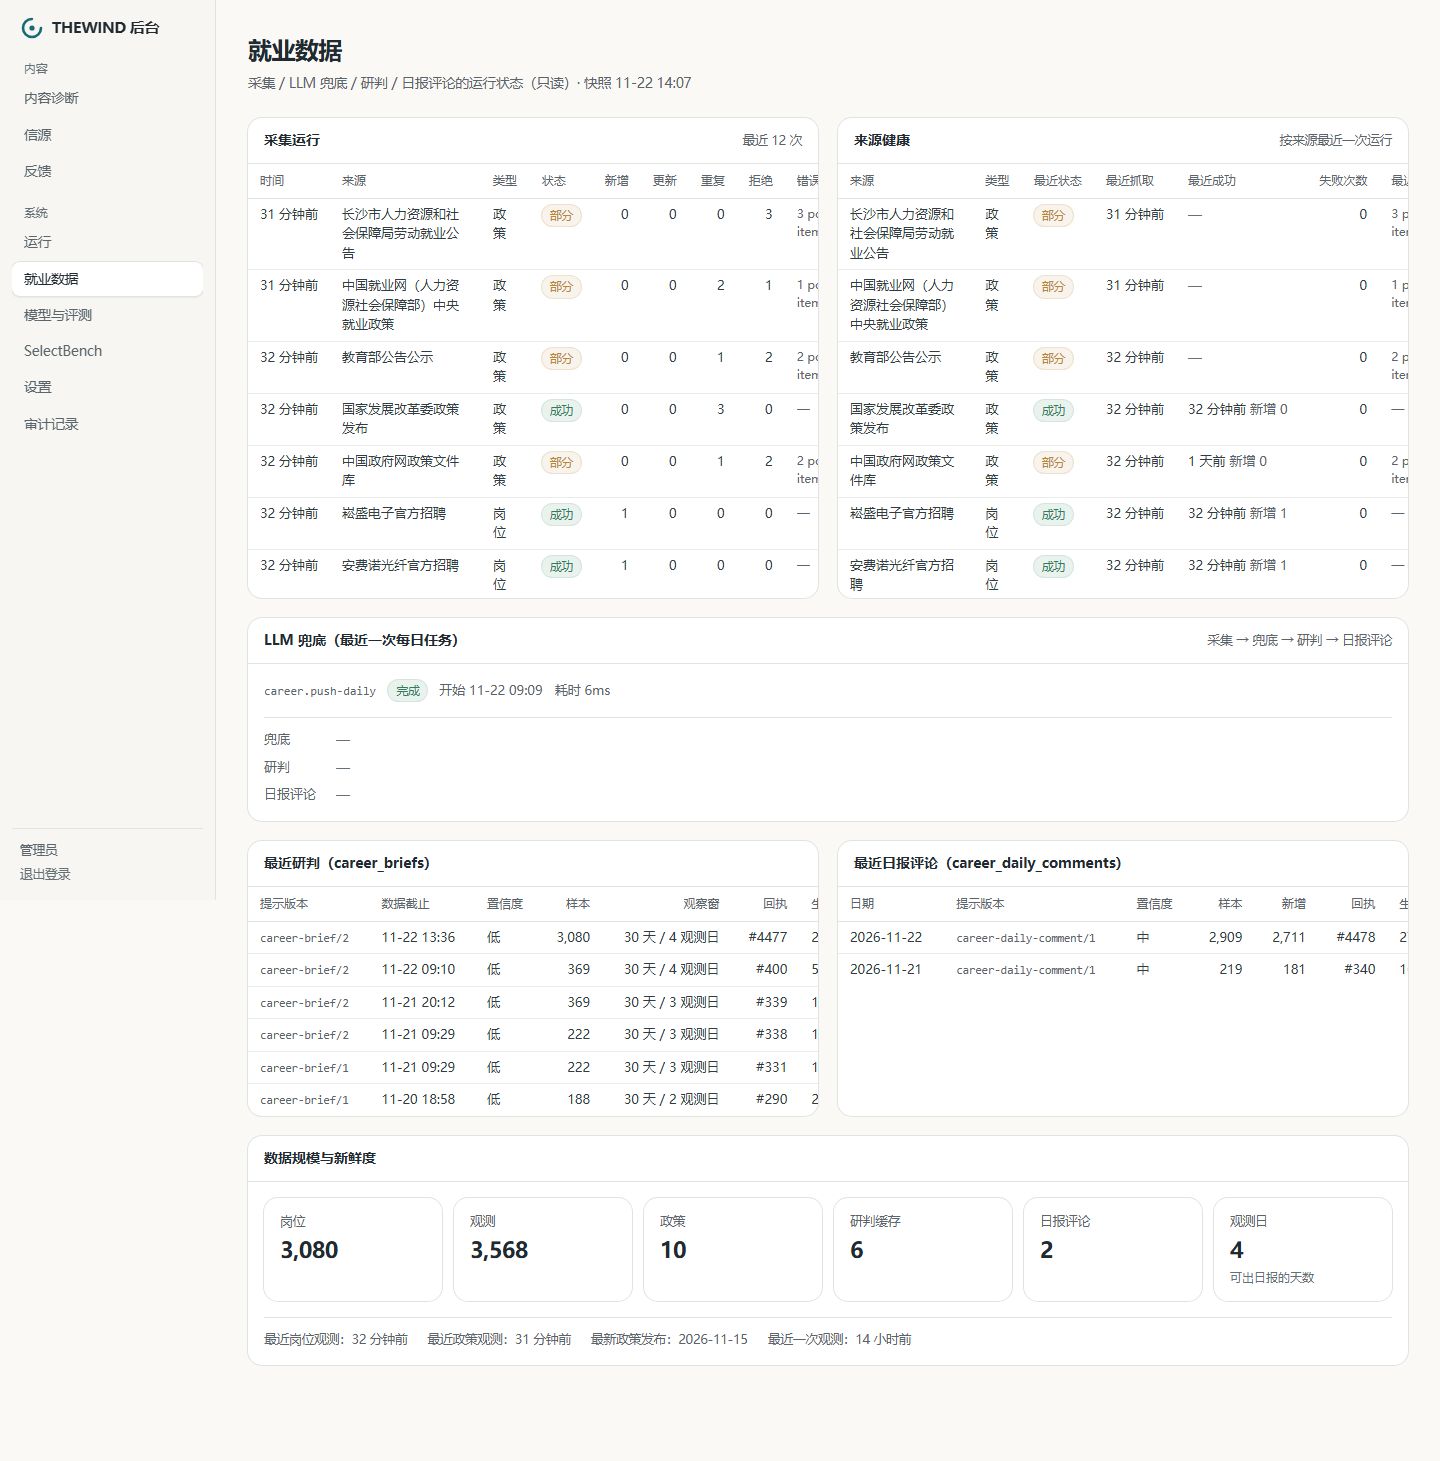 THEWIND 后台
内容
内容诊断
信源
反馈
系统
运行
就业数据
模型与评测
SelectBench
设置
审计记录
管理员
退出登录
就业数据
采集 / LLM 兜底 / 研判 / 日报评论的运行状态（只读）· 快照 11-22 14:07
采集运行 最近 12 次
时间 来源 类型 状态 新增 更新 重复 拒绝 错误
31 分钟前 长沙市人力资源和社会保障局劳动就业公告 政策 部分 0 0 0 3 3
31 分钟前 中国就业网（人力资源社会保障部）中央就业政策 政策 部分 0 0 2 1 1
32 分钟前 教育部公告公示 政策 部分 0 0 1 2 2
32 分钟前 国家发展改革委政策发布 政策 成功 0 0 3 0 —
32 分钟前 中国政府网政策文件库 政策 部分 0 0 1 2 2
32 分钟前 崧盛电子官方招聘 岗位 成功 1 0 0 0 —
32 分钟前 安费诺光纤官方招聘 岗位 成功 1 0 0 0 —
来源健康 按来源最近一次运行
来源 类型 最近状态 最近抓取 最近成功 失败次数
长沙市人力资源和社会保障局劳动就业公告 政策 部分 31 分钟前 — 0 3
中国就业网（人力资源社会保障部）中央就业政策 政策 部分 31 分钟前 — 0 1
教育部公告公示 政策 部分 32 分钟前 — 0 2
国家发展改革委政策发布 政策 成功 32 分钟前 32 分钟前 新增 0 0 —
中国政府网政策文件库 政策 部分 32 分钟前 1 天前 新增 0 0 2
崧盛电子官方招聘 岗位 成功 32 分钟前 32 分钟前 新增 1 0 —
安费诺光纤官方招聘 岗位 成功 32 分钟前 32 分钟前 新增 1 0 —
LLM 兜底（最近一次每日任务） 采集 → 兜底 → 研判 → 日报评论
career.push-daily 完成 开始 11-22 09:09 耗时 6ms
兜底 —
研判 —
日报评论 —
最近研判（career_briefs）
提示版本 数据截止 置信度 样本 观察窗 回执
career-brief/2 11-22 13:36 低 3,080 30 天 / 4 观测日 #4477
career-brief/2 11-22 09:10 低 369 30 天 / 4 观测日 #400
career-brief/2 11-21 20:12 低 369 30 天 / 3 观测日 #339
career-brief/2 11-21 09:29 低 222 30 天 / 3 观测日 #338
career-brief/1 11-21 09:29 低 222 30 天 / 3 观测日 #331
career-brief/1 11-20 18:58 低 188 30 天 / 2 观测日 #290
最近日报评论（career_daily_comments）
日期 提示版本 置信度 样本 新增 回执
2026-11-22 career-daily-comment/1 中 2,909 2,711 #4478
2026-11-21 career-daily-comment/1 中 219 181 #340
数据规模与新鲜度
岗位 观测 政策 研判缓存 日报评论 观测日
3,080 3,568 10 6 2 4
可出日报的天数
最近岗位观测：32 分钟前 最近政策观测：31 分钟前 最新政策发布：2026-11-15 最近一次观测：14 小时前